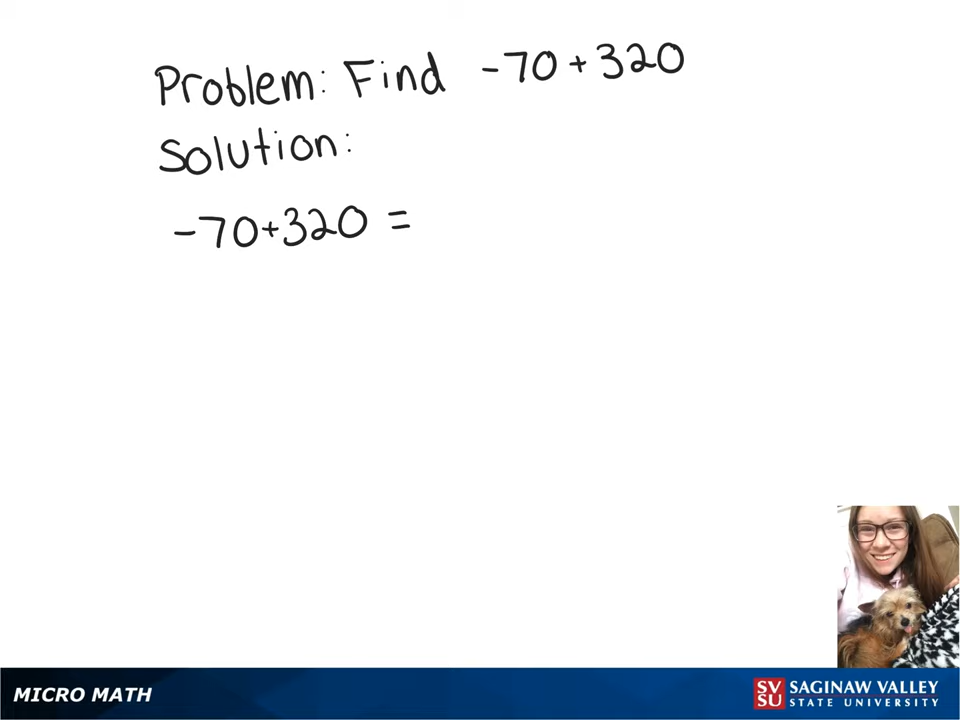 Problem: Find -70 + 320
Solution:
-70+320 =
MICRO MATH
SV
SU
SAGINAW VALLEY
STATE UNIVERSITY